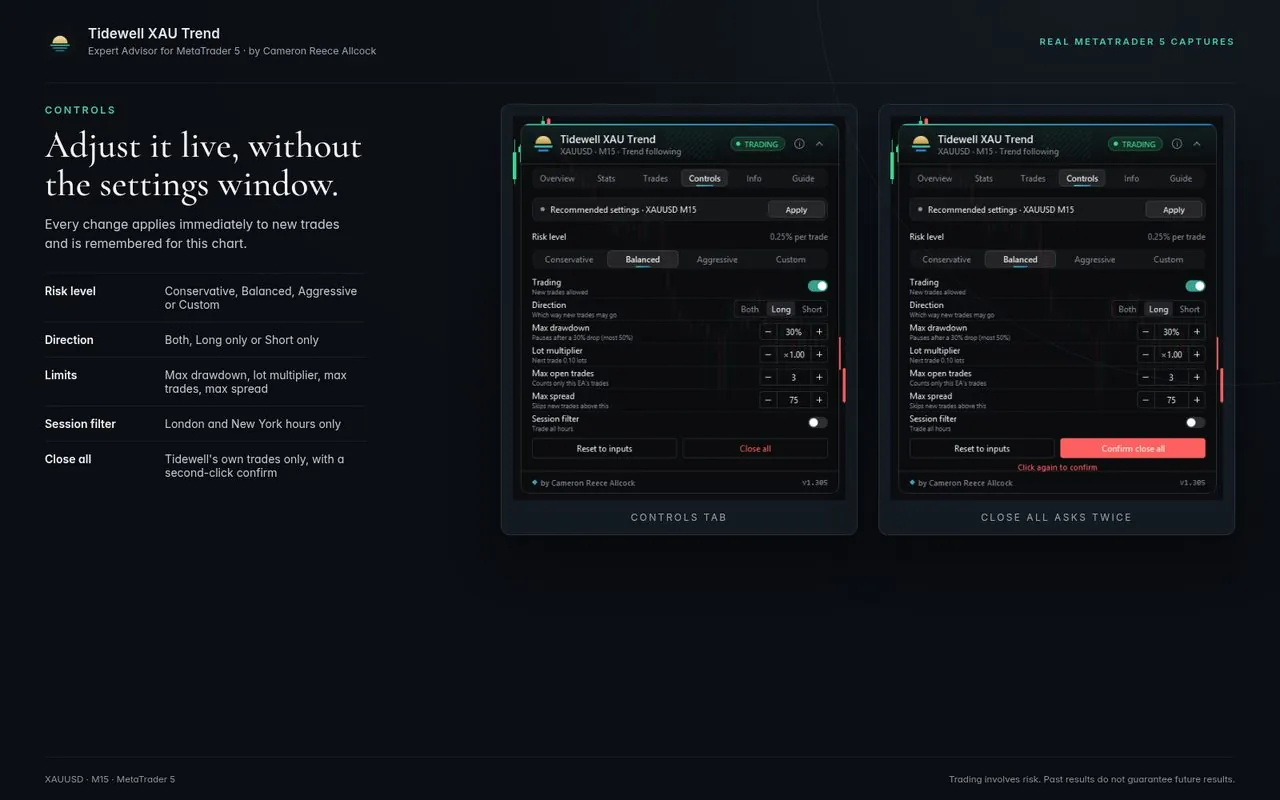 Tidewell XAU Trend
Expert Advisor for MetaTrader 5 · by Cameron Reece Allcock
REAL METATRADER 5 CAPTURES
CONTROLS
Adjust it live, without
the settings window.
Every change applies immediately to new trades
and is remembered for this chart.
Risk level
Conservative, Balanced, Aggressive
or Custom
Direction
Both, Long only or Short only
Limits
Max drawdown, lot multiplier, max
trades, max spread
Session filter
London and New York hours only
Close all
Tidewell's own trades only, with a
second-click confirm
Tidewell XAU Trend
XAUUSD · M15 · Trend following
TRADING
Overview Stats Trades Controls Info Guide
Recommended settings · XAUUSD M15 Apply
Risk level 0.25% per trade
Conservative Balanced Aggressive Custom
Trading
New trades allowed
Direction
Which way new trades may go
Both Long Short
Max drawdown
Pauses after a 30% drop (most 50%)
− 30% +
Lot multiplier
Next trade 0.10 lots
− ×1.00 +
Max open trades
Counts only this EA's trades
− 3 +
Max spread
Skips new trades above this
− 75 +
Session filter
Trade all hours
Reset to inputs Close all
by Cameron Reece Allcock v1.305
CONTROLS TAB
Tidewell XAU Trend
XAUUSD · M15 · Trend following
TRADING
Overview Stats Trades Controls Info Guide
Recommended settings · XAUUSD M15 Apply
Risk level 0.25% per trade
Conservative Balanced Aggressive Custom
Trading
New trades allowed
Direction
Which way new trades may go
Both Long Short
Max drawdown
Pauses after a 30% drop (most 50%)
− 30% +
Lot multiplier
Next trade 0.10 lots
− ×1.00 +
Max open trades
Counts only this EA's trades
− 3 +
Max spread
Skips new trades above this
− 75 +
Session filter
Trade all hours
Reset to inputs Confirm close all
Click again to confirm
by Cameron Reece Allcock v1.305
CLOSE ALL ASKS TWICE
XAUUSD · M15 · MetaTrader 5
Trading involves risk. Past results do not guarantee future results.